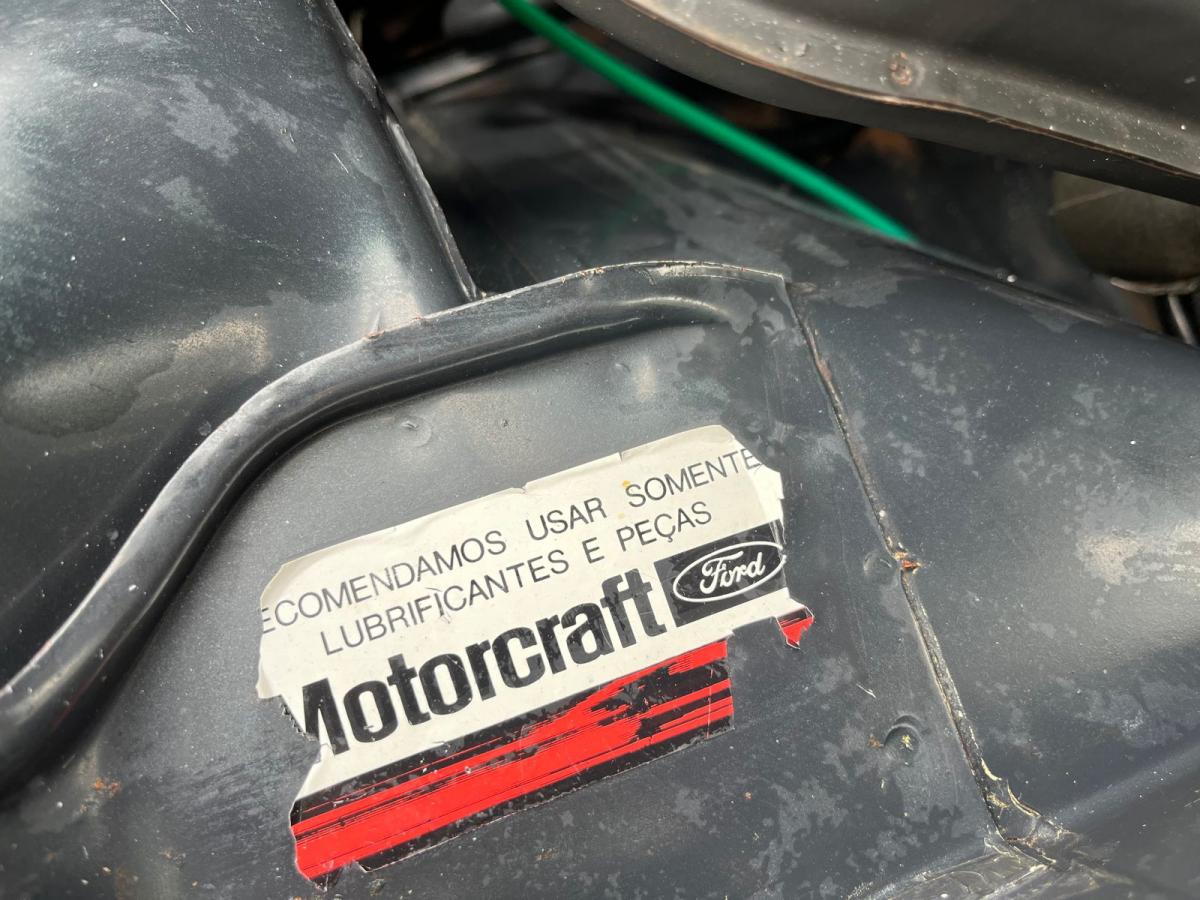 ECOMENDAMOS USAR SOMENTE
LUBRIFICANTES E PEÇAS
Motorcraft Ford